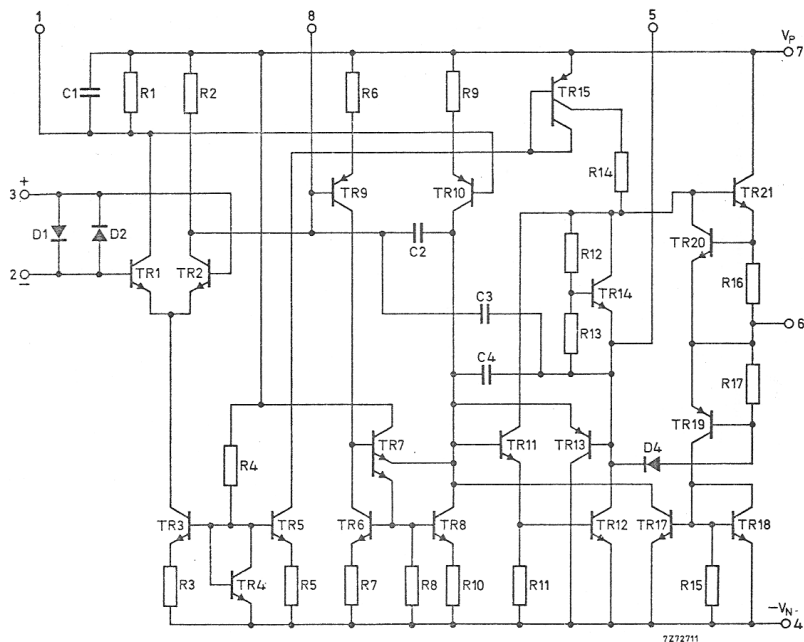 1
8
5
VP
7
C1
R1
R2
R6
R9
TR15
R14
TR9
TR10
TR21
3 +
D1
D2
2 −
TR1
TR2
C2
R12
TR14
TR20
R16
C3
R13
6
C4
R17
R4
TR7
TR11
TR13
D4
TR19
TR3
TR5
TR6
TR8
TR12
TR17
TR18
R3
TR4
R5
R7
R8
R10
R11
R15
−VN
4
7Z72711